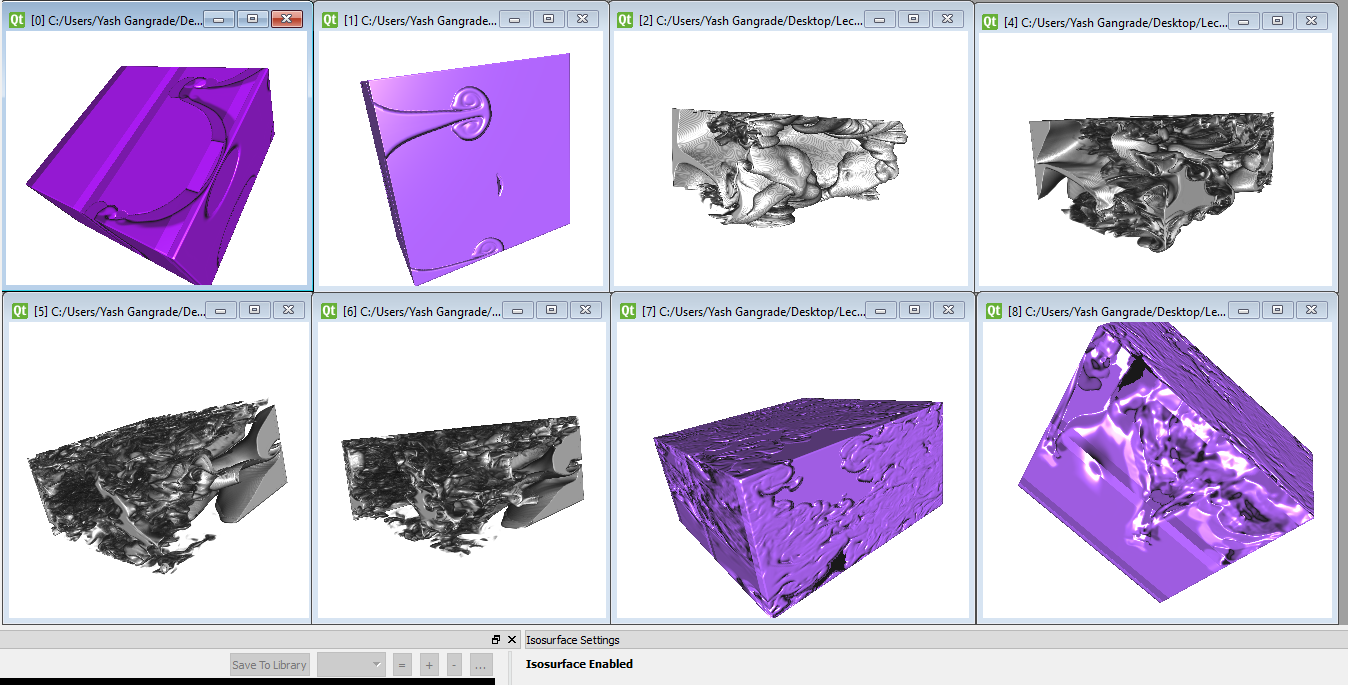 Qt [0] C:/Users/Yash Gangrade/De...
Qt [1] C:/Users/Yash Gangrade...
Qt [2] C:/Users/Yash Gangrade/Desktop/Lec...
Qt [4] C:/Users/Yash Gangrade/Desktop/Lec...
Qt [5] C:/Users/Yash Gangrade/De...
Qt [6] C:/Users/Yash Gangrade/...
Qt [7] C:/Users/Yash Gangrade/Desktop/Lec...
Qt [8] C:/Users/Yash Gangrade/Desktop/Le...
Isosurface Settings
Save To Library = + - ...
Isosurface Enabled